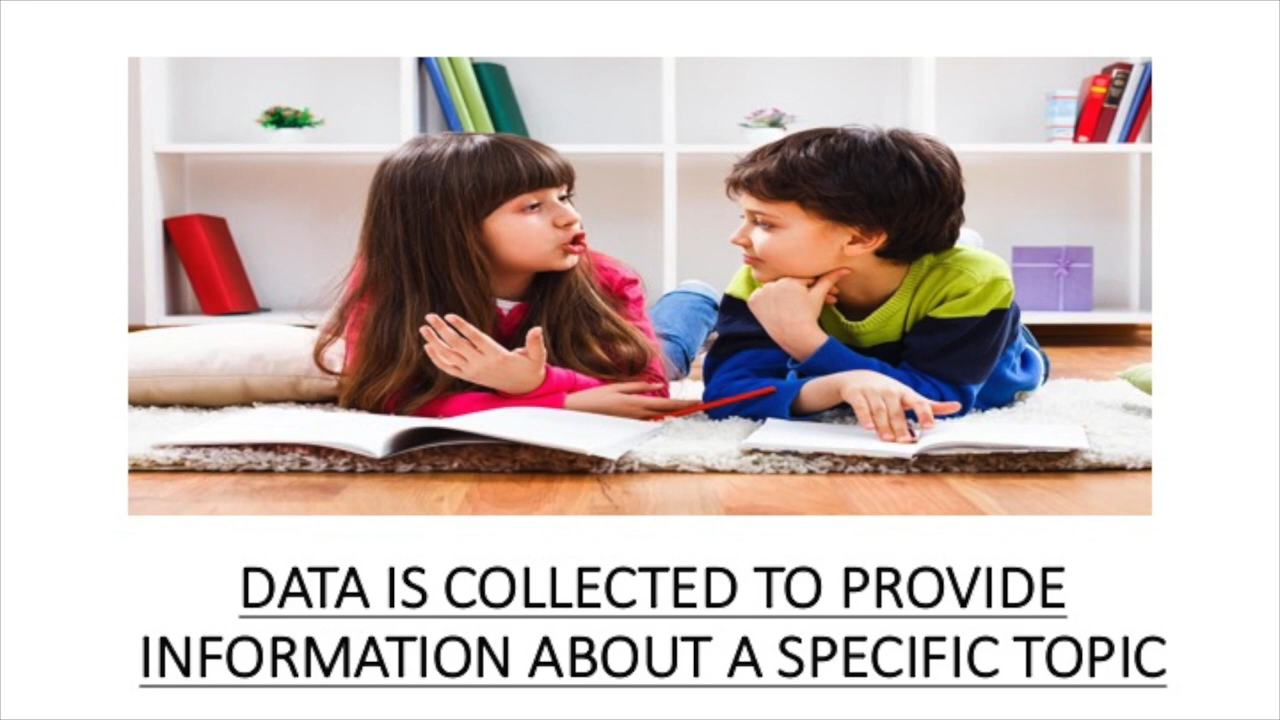 DATA IS COLLECTED TO PROVIDE
INFORMATION ABOUT A SPECIFIC TOPIC